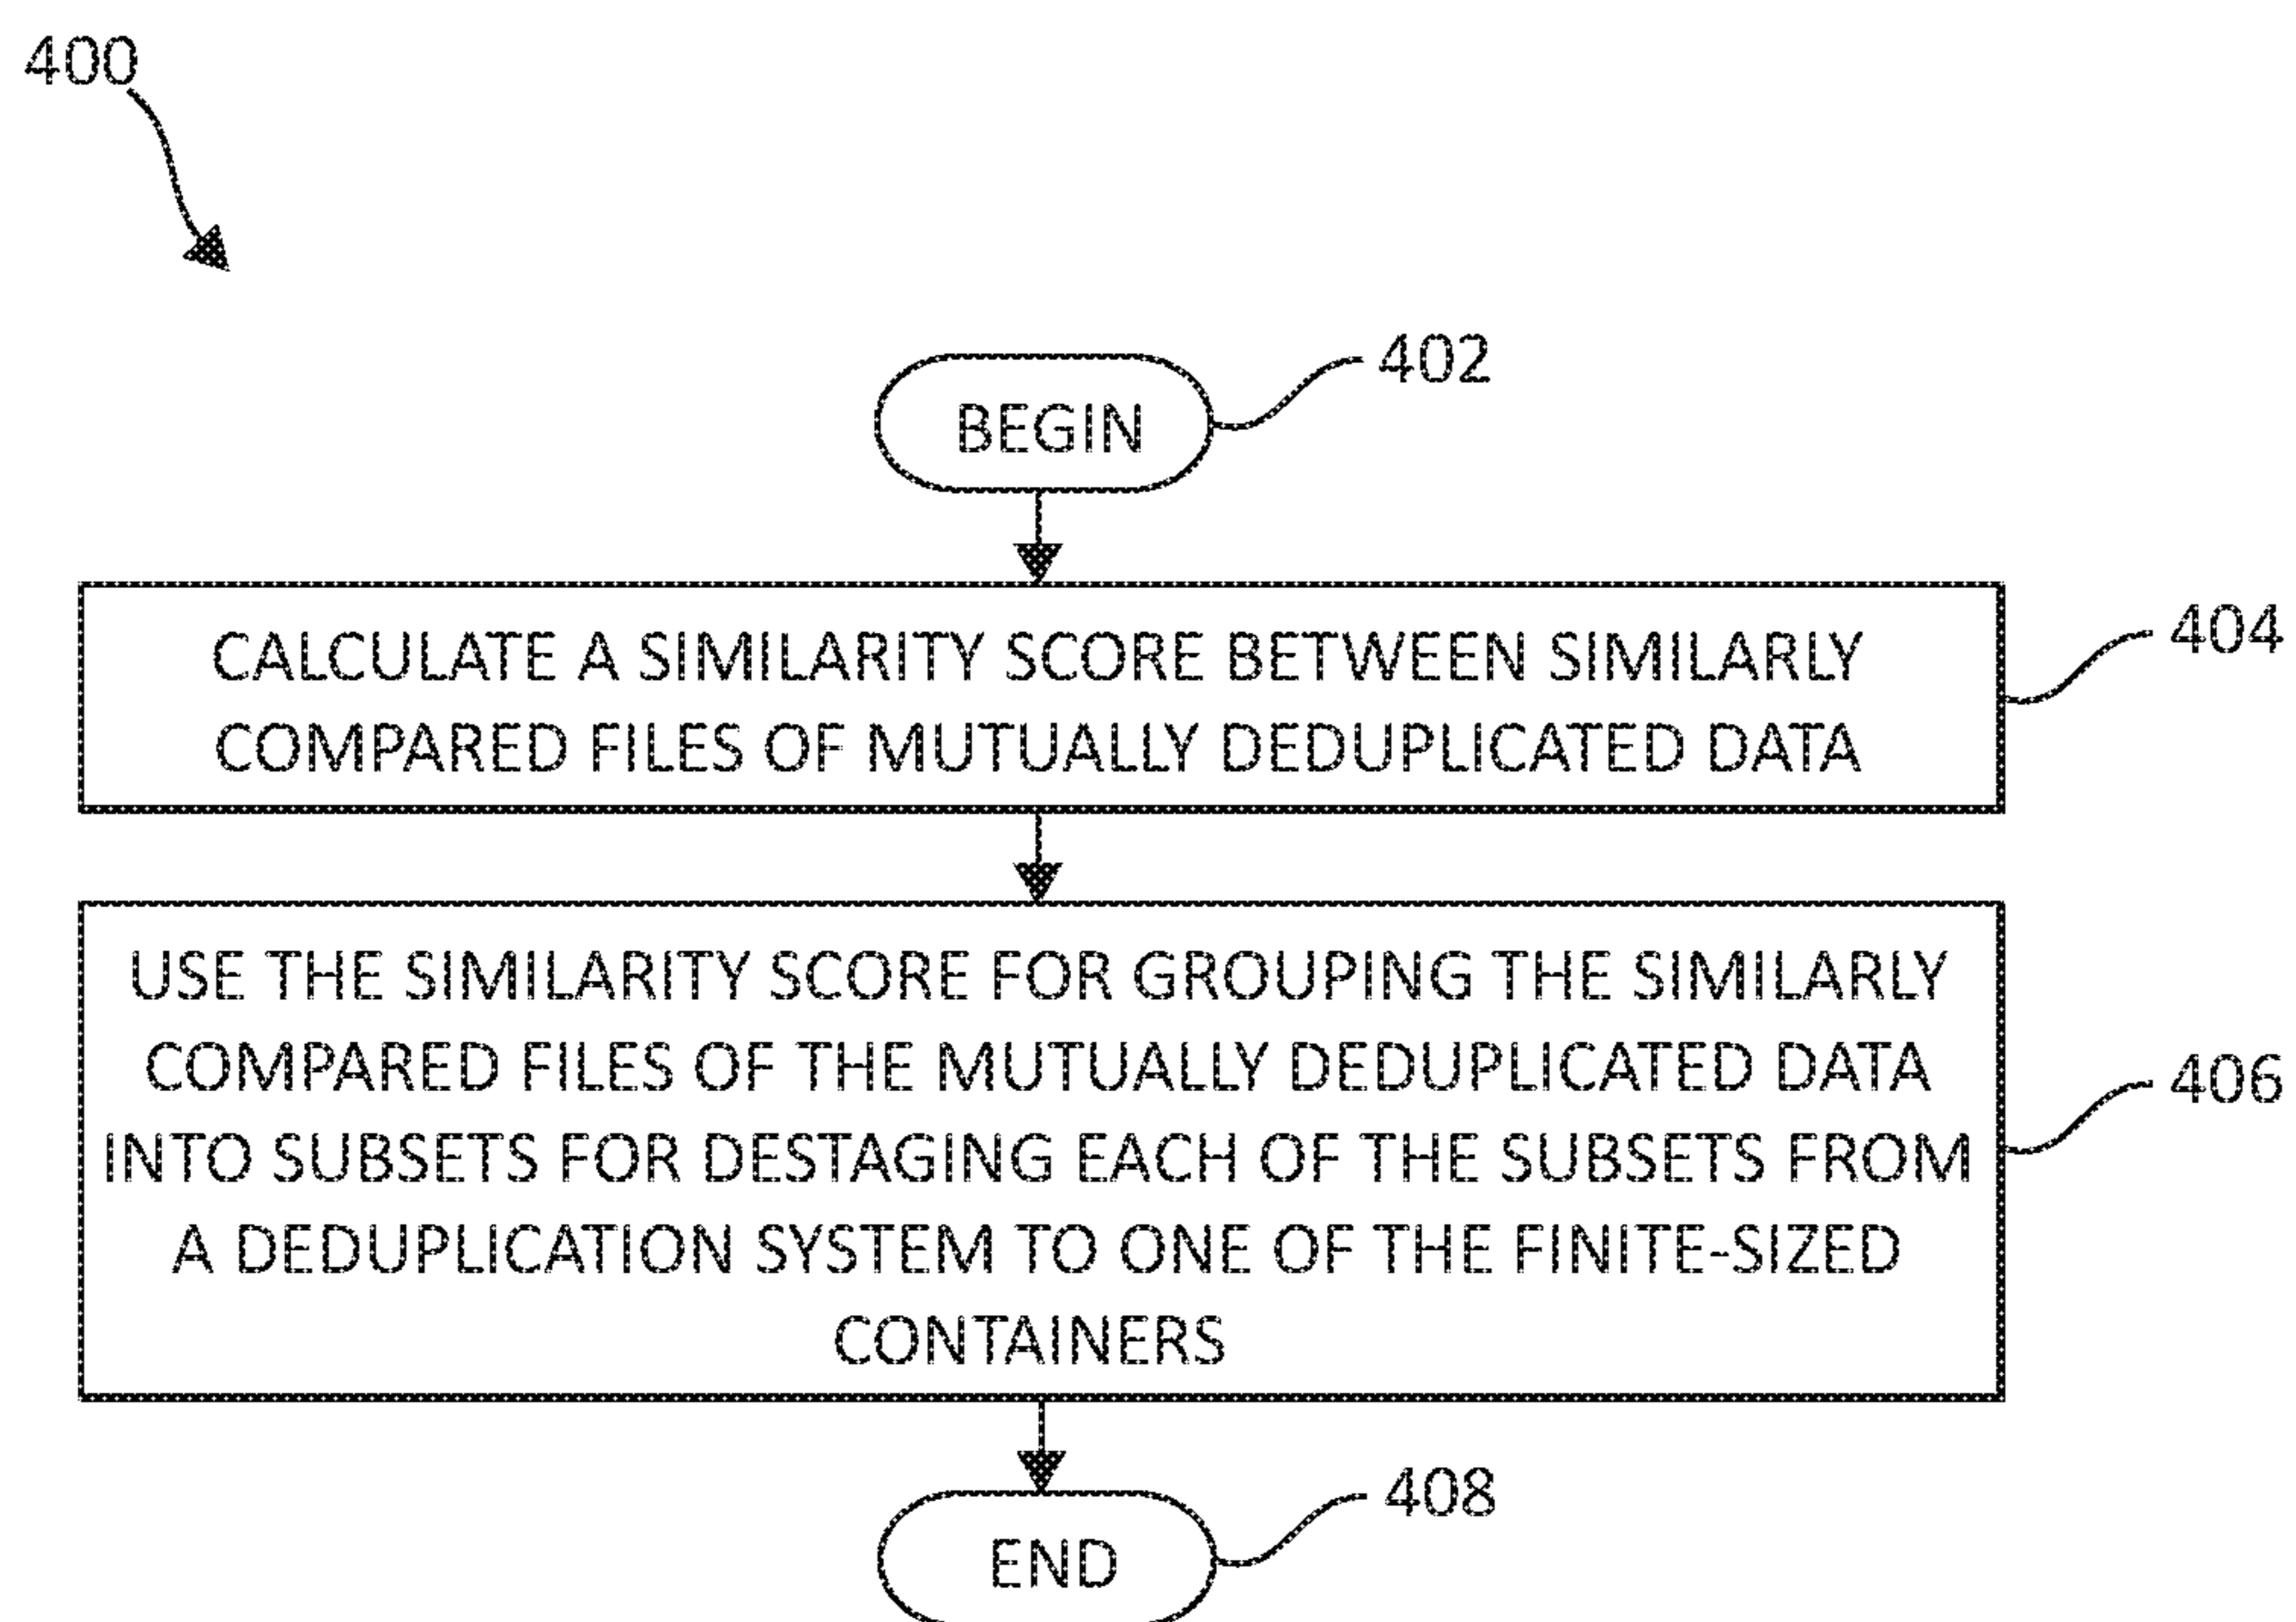 400
402
BEGIN
404
CALCULATE A SIMILARITY SCORE BETWEEN SIMILARLY
COMPARED FILES OF MUTUALLY DEDUPLICATED DATA
USE THE SIMILARITY SCORE FOR GROUPING THE SIMILARLY
COMPARED FILES OF THE MUTUALLY DEDUPLICATED DATA
406
INTO SUBSETS FOR DESTAGING EACH OF THE SUBSETS FROM
A DEDUPLICATION SYSTEM TO ONE OF THE FINITE-SIZED
CONTAINERS
408
END